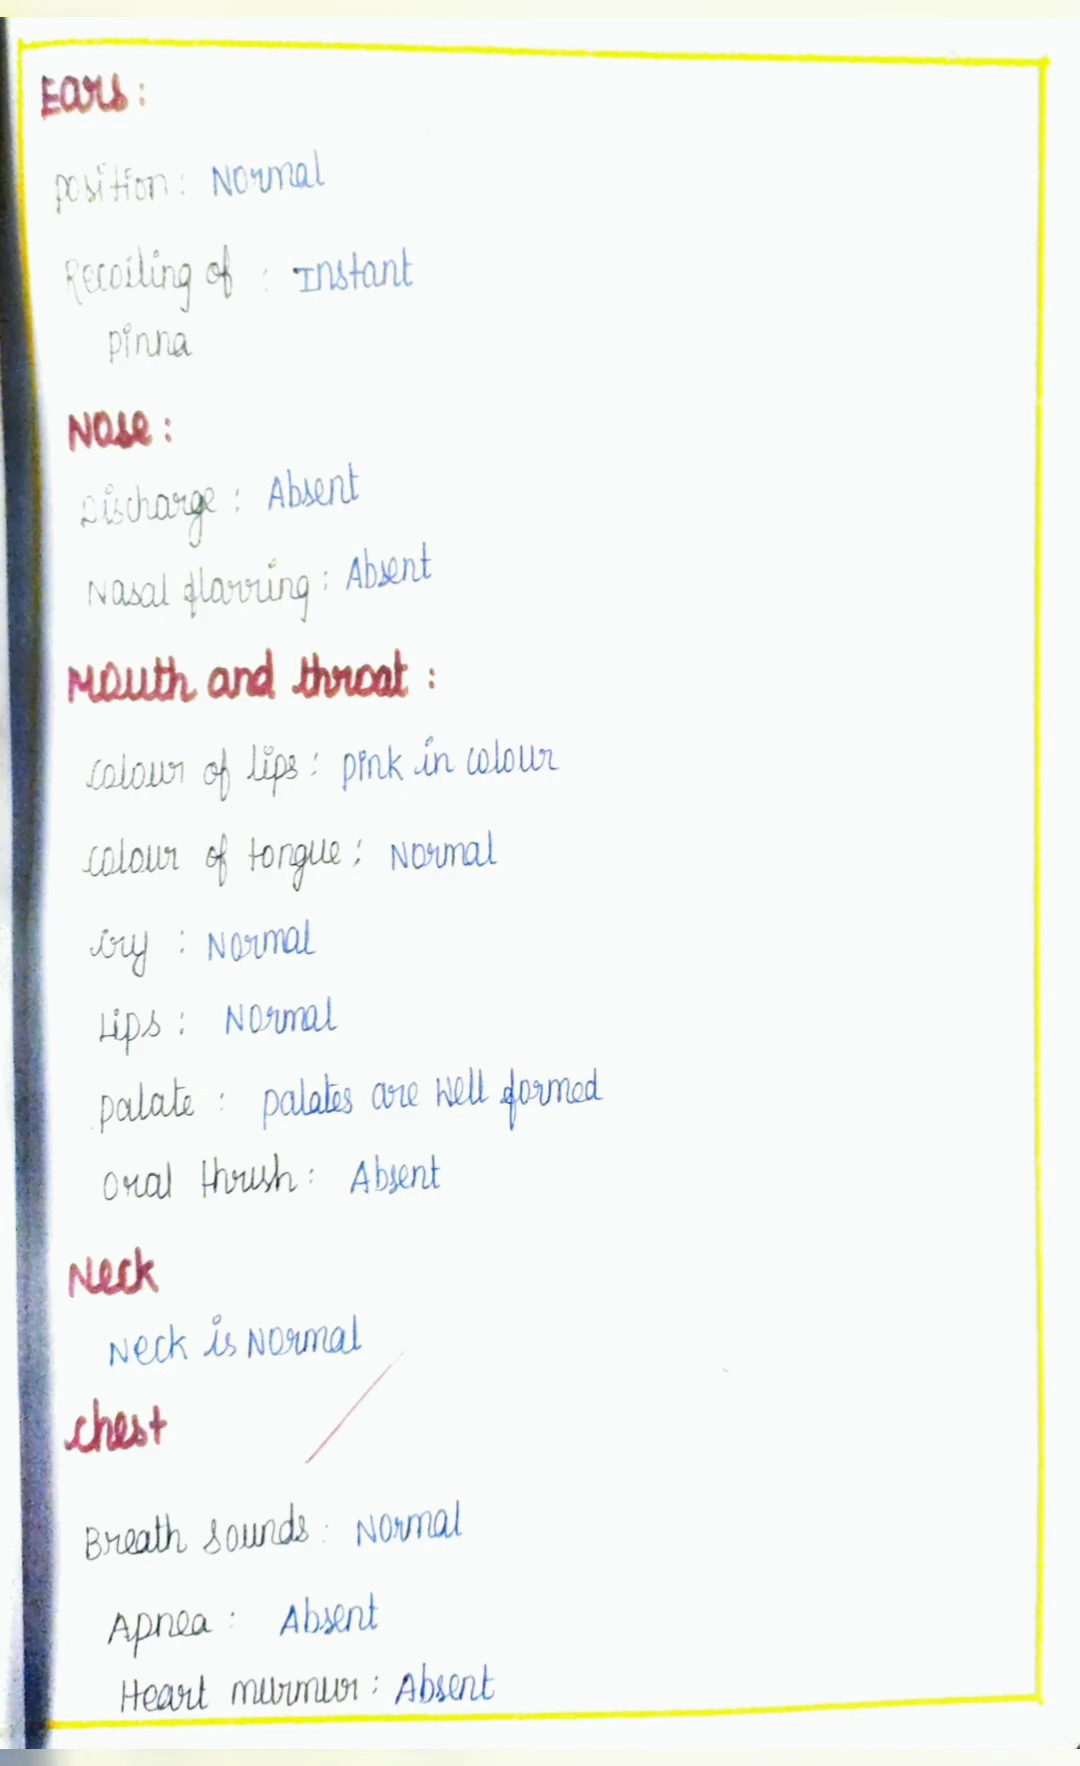 Ears:
Position: Normal
Recoiling of : Instant
Pinna
Nose:
Discharge: Absent
Nasal flarring: Absent
Mouth and throat:
Colour of lips: Pink in colour
Colour of tongue: Normal
Cry : Normal
Lips: Normal
Palate : palates are well formed
Oral thrush: Absent
Neck
Neck is Normal
Chest
Breath sounds: Normal
Apnea: Absent
Heart murmur: Absent